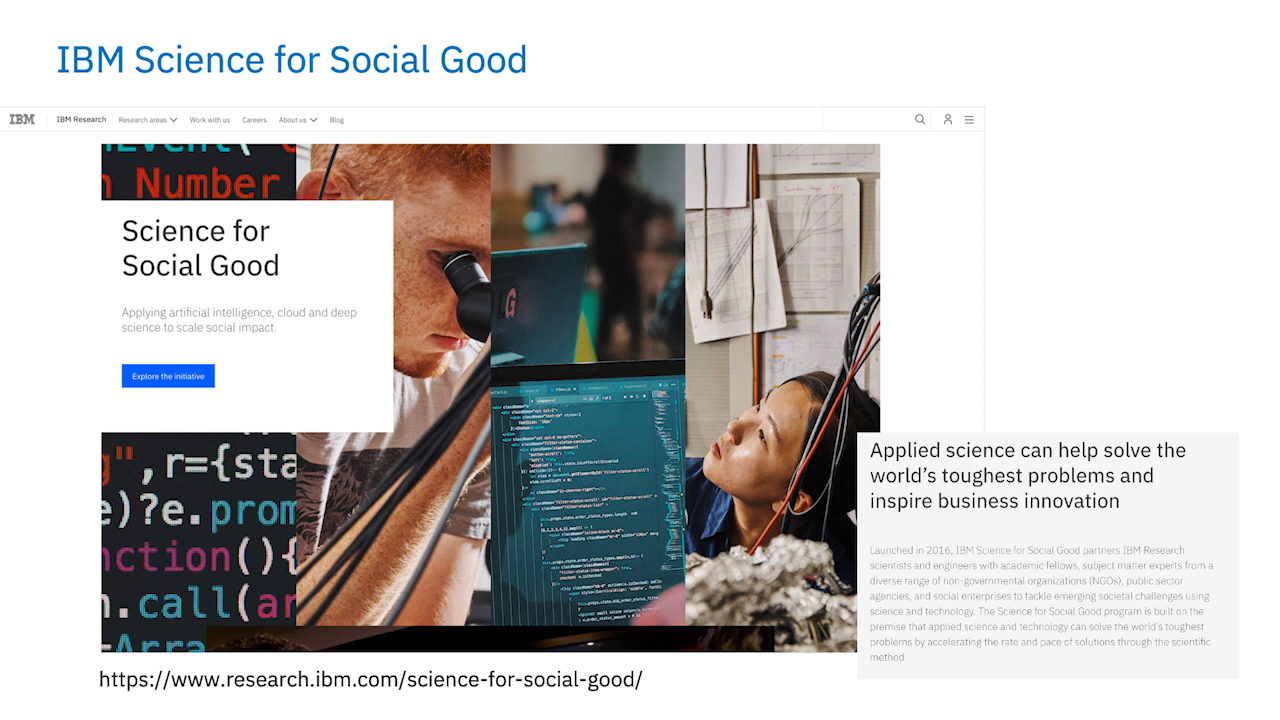 IBM Science for Social Good
IBM IBM Research Research areas Work with us Careers About us Blog
Number
Science for
Social Good
Applying artificial intelligence, cloud and deep
science to scale social impact.
Explore the initiative
",r={sta
e)?e.prom
nction(){
.call(ar
=Arra
Applied science can help solve the
world's toughest problems and
inspire business innovation
Launched in 2016, IBM Science for Social Good partners IBM Research
scientists and engineers with academic fellows, subject matter experts from a
diverse range of non-governmental organizations (NGOs), public sector
agencies, and social enterprises to tackle emerging societal challenges using
science and technology. The Science for Social Good program is built on the
premise that applied science and technology can solve the world's toughest
problems by accelerating the rate and pace of solutions through the scientific
method.
https://www.research.ibm.com/science-for-social-good/